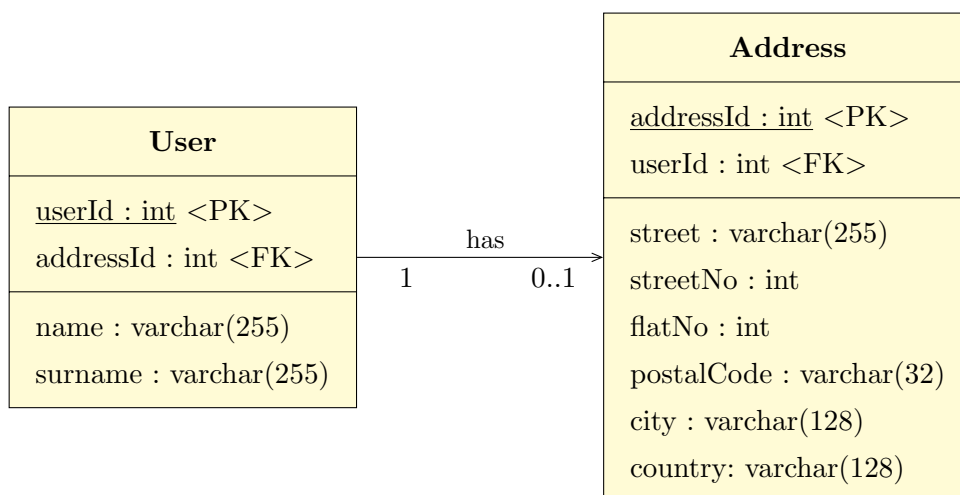 User
userId : int <PK>
addressId : int <FK>
name : varchar(255)
surname : varchar(255)
has
1
0..1
Address
addressId : int <PK>
userId : int <FK>
street : varchar(255)
streetNo : int
flatNo : int
postalCode : varchar(32)
city : varchar(128)
country: varchar(128)